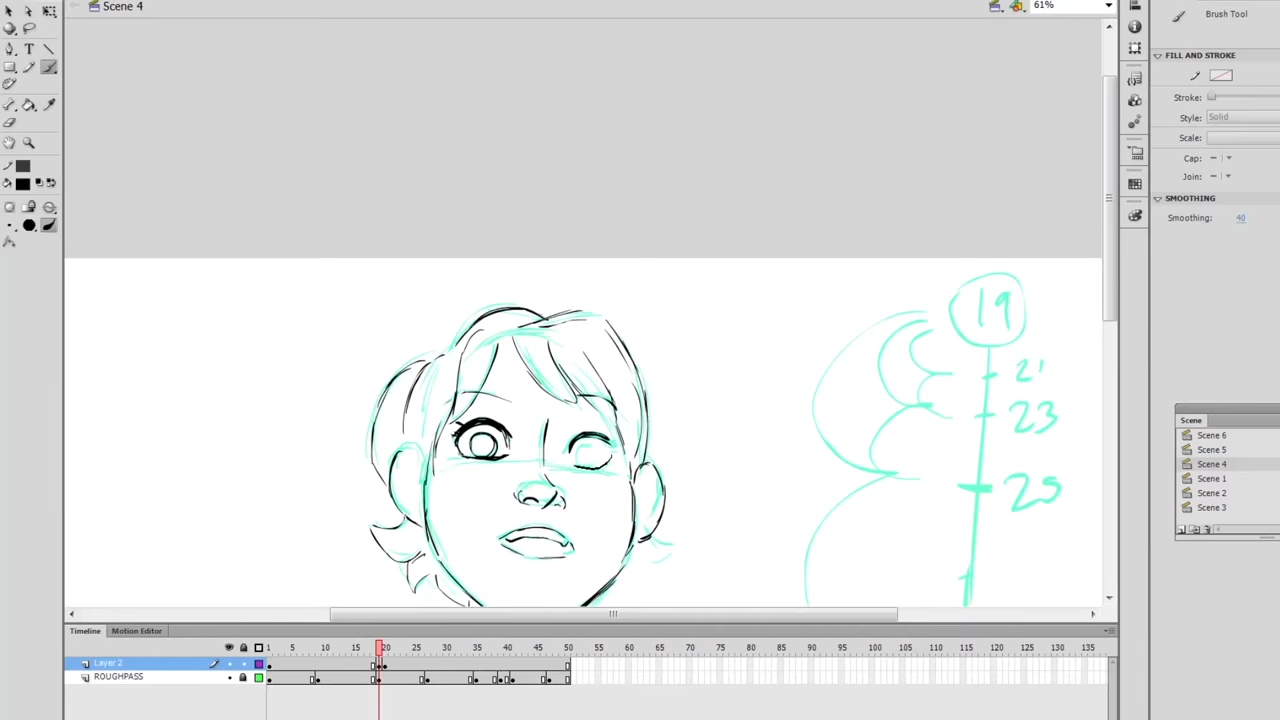 Scene 4
61%
Brush Tool
FILL AND STROKE
Stroke:
Style: Solid
Scale:
Cap:
Join:
SMOOTHING
Smoothing: 40
19
21
23
25
Scene
Scene 6
Scene 5
Scene 4
Scene 1
Scene 2
Scene 3
Timeline Motion Editor
1 5 10 15 20 25 30 35 40 45 50 55 60 65 70 75 80 85 90 95 100 105 110 115 120 125 130 135
Layer 2
ROUGHPASS